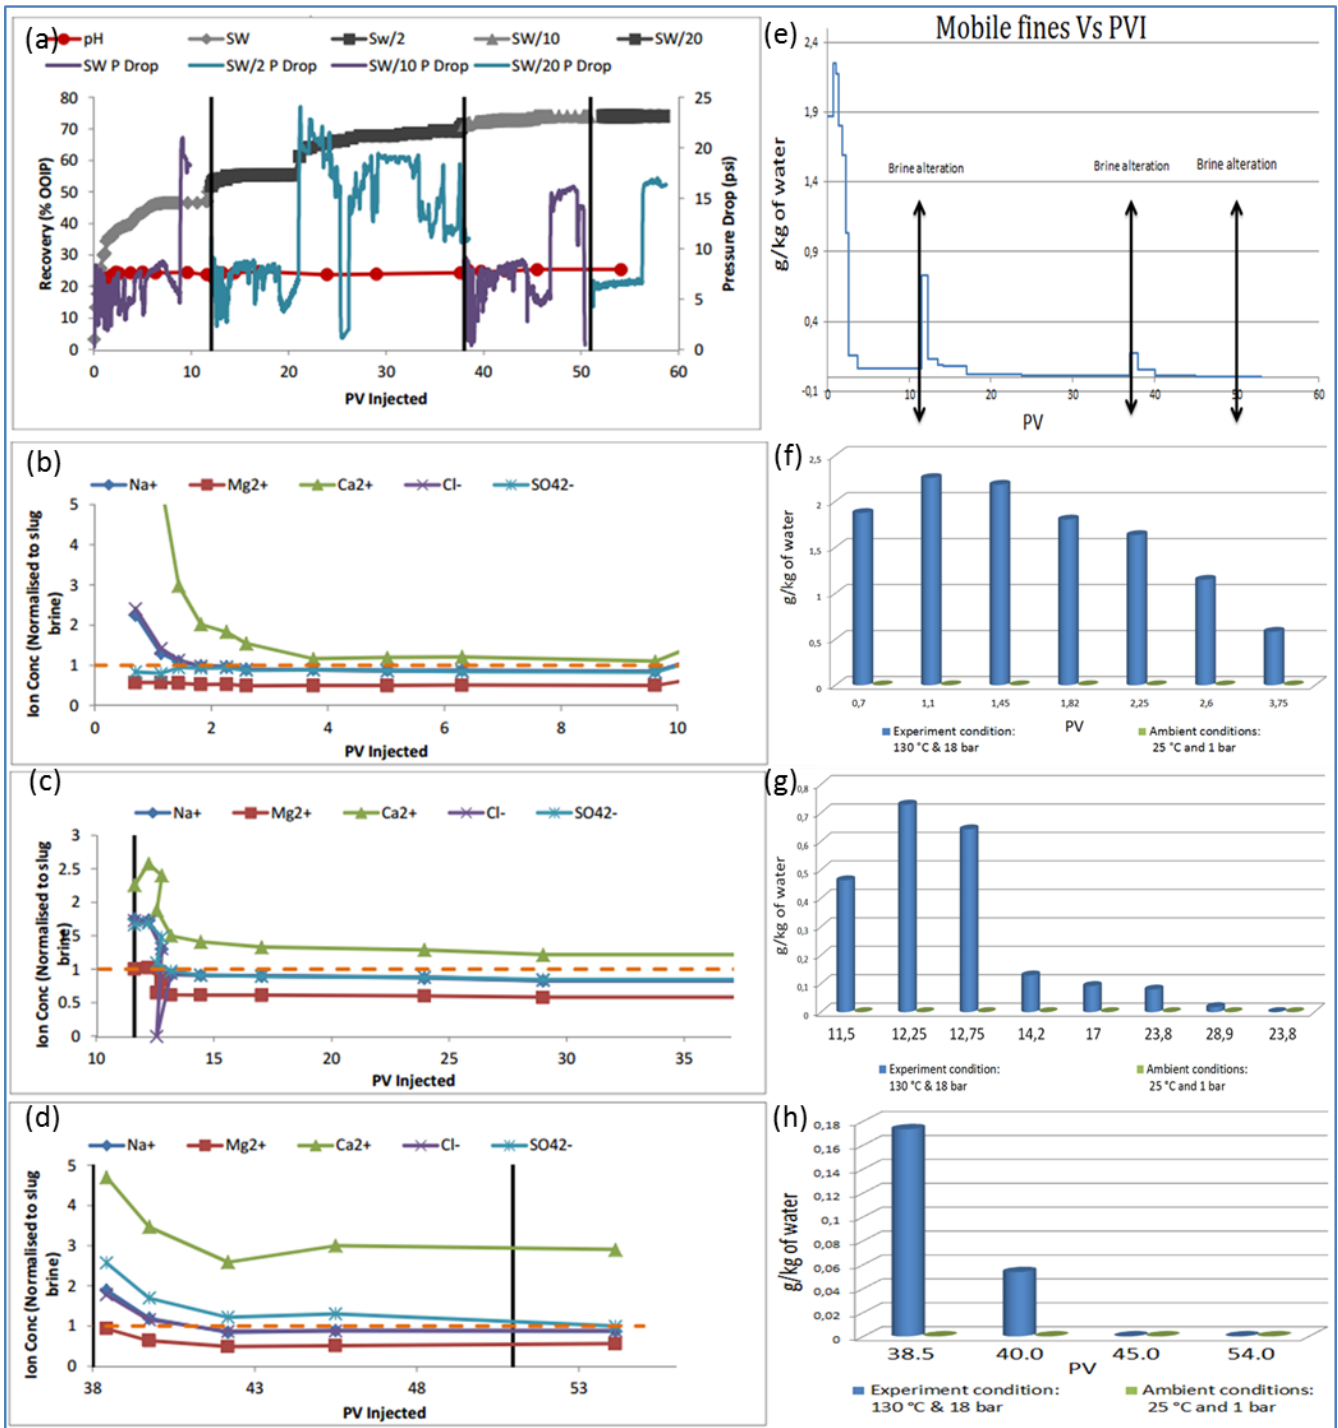 (a)
pH SW Sw/2 SW/10 SW/20
SW P Drop SW/2 P Drop SW/10 P Drop SW/20 P Drop
Recovery (% OOIP)
80
70
60
50
40
30
20
10
0
25
20
15
10
5
0
Pressure Drop (psi)
0 10 20 30 40 50 60
PV Injected
(e)
Mobile fines Vs PVI
g/kg of water
2,4
1,9
1,4
0,9
0,4
-0,1
Brine alteration Brine alteration Brine alteration
0 10 20 30 40 50 60
PV
(b)
Na+ Mg2+ Ca2+ Cl- SO42-
Ion Conc (Normalised to slug
brine)
5
4
3
2
1
0
0 2 4 6 8 10
PV Injected
(f)
g/kg of water
2,5
2
1,5
1
0,5
0
0,7 1,1 1,45 1,82 2,25 2,6 3,75
PV
Experiment condition: Ambient conditions:
130 °C & 18 bar 25 °C and 1 bar
(c)
Na+ Mg2+ Ca2+ Cl- SO42-
Ion Conc (Normalised to slug
brine)
3
2.5
2
1.5
1
0.5
0
10 15 20 25 30 35
PV Injected
(g)
g/kg of water
0,8
0,7
0,6
0,5
0,4
0,3
0,2
0,1
0
11,5 12,25 12,75 14,2 17 23,8 28,9 23,8
Experiment condition: Ambient conditions:
130 °C & 18 bar 25 °C and 1 bar
(d)
Na+ Mg2+ Ca2+ Cl- SO42-
Ion Conc (Normalised to slug
brine)
5
4
3
2
1
0
38 43 48 53
PV Injected
(h)
g/kg of water
0,18
0,16
0,14
0,12
0,1
0,08
0,06
0,04
0,02
0
38.5 40.0 45.0 54.0
PV
Experiment condition: Ambient conditions:
130 °C & 18 bar 25 °C and 1 bar